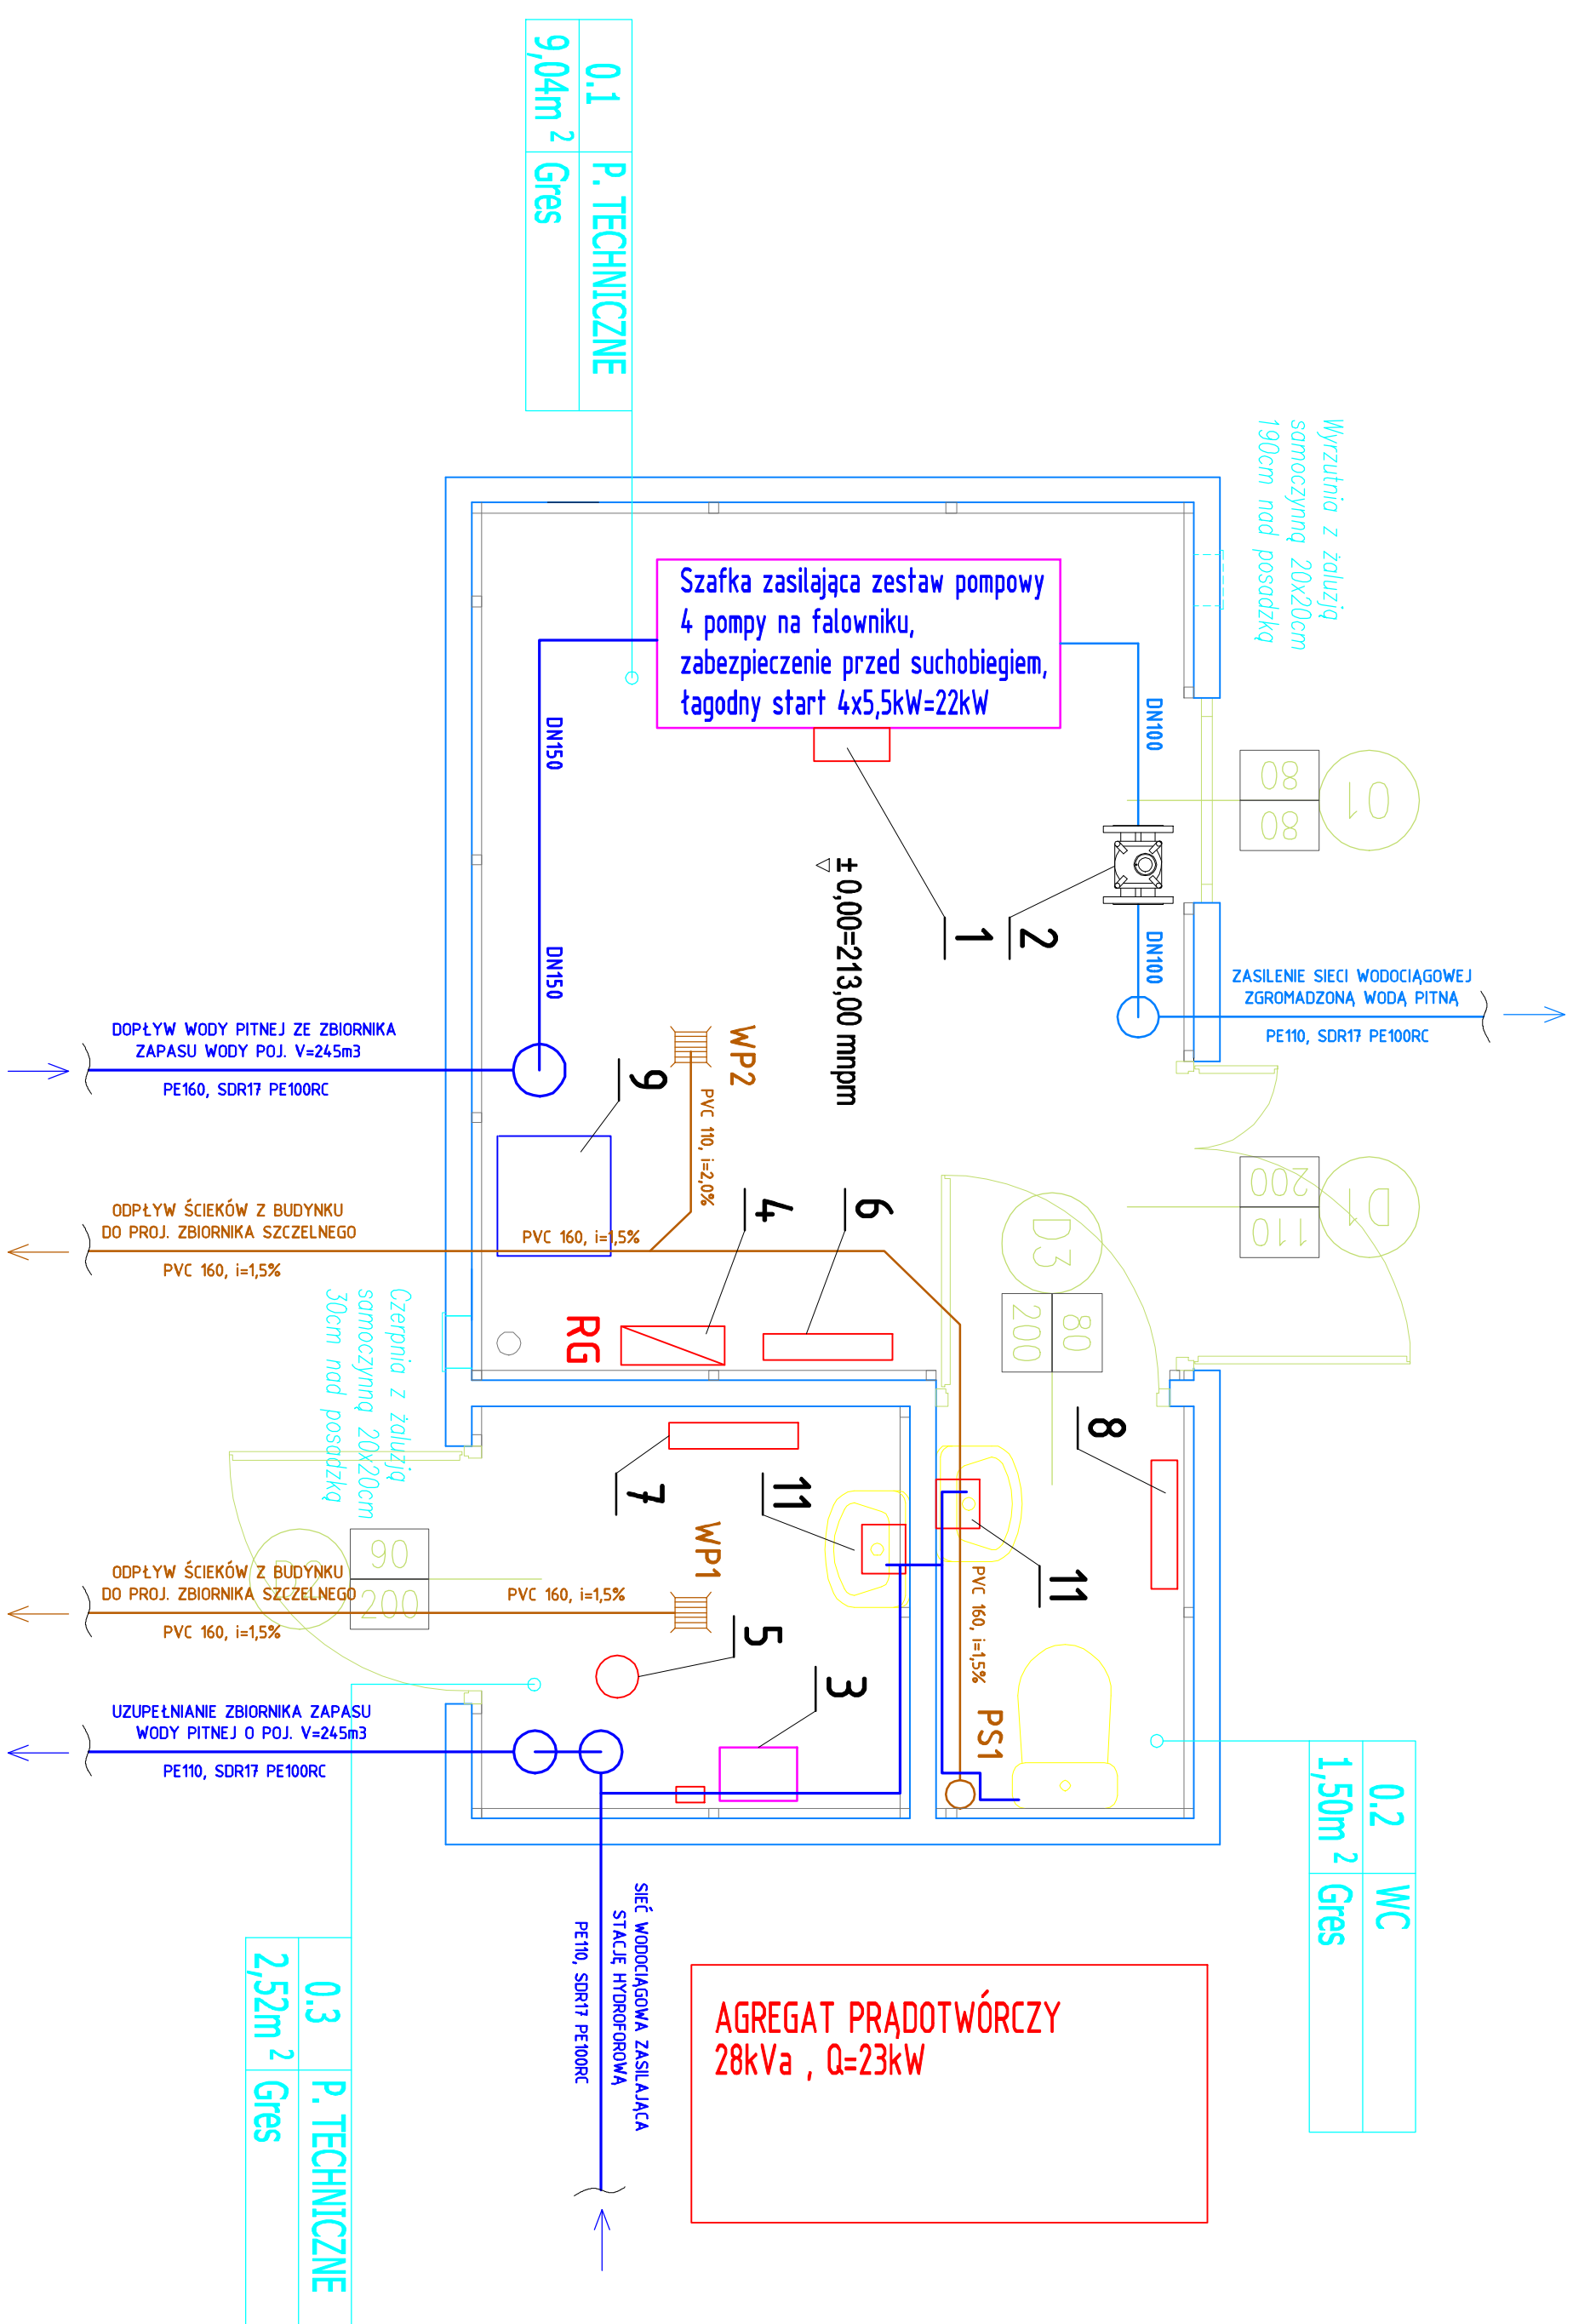 0.1 P. TECHNICZNE
9,04m 2 Gres
Wyrzutnia z żaluzją
samoczynną 20x20cm
190cm nad posadzką
Szafka zasilająca zestaw pompowy
4 pompy na falowniku,
zabezpieczenie przed suchobiegiem,
łagodny start 4x5,5kW=22kW
DN100
DN150
O1
80
80
1
2
±0,00=213,00 mnpm
DN100
DN150
ZASILENIE SIECI WODOCIĄGOWEJ
ZGROMADZONĄ WODĄ PITNĄ
PE110, SDR17 PE100RC
DOPŁYW WODY PITNEJ ZE ZBIORNIKA
ZAPASU WODY POJ. V=245m3
PE160, SDR17 PE100RC
WP2
PVC 110, i=2,0%
9
4
6
D1
200
110
D3
80
200
ODPŁYW ŚCIEKÓW Z BUDYNKU
DO PROJ. ZBIORNIKA SZCZELNEGO
PVC 160, i=1,5%
PVC 160, i=1,5%
RG
Czerpnia z żaluzją
samoczynną 20x20cm
30cm nad posadzką
8
7
11
11
WP1
D2
90
200
ODPŁYW ŚCIEKÓW Z BUDYNKU
DO PROJ. ZBIORNIKA SZCZELNEGO
PVC 160, i=1,5%
PVC 160, i=1,5%
PVC 160, i=1,5%
5
3
PS1
UZUPEŁNIANIE ZBIORNIKA ZAPASU
WODY PITNEJ O POJ. V=245m3
PE110, SDR17 PE100RC
0.2 WC
1,50m 2 Gres
SIEĆ WODOCIĄGOWA ZASILAJĄCA
STACJĘ HYDROFOROWĄ
PE110, SDR17 PE100RC
AGREGAT PRĄDOTWÓRCZY
28kVa , Q=23kW
0.3 P. TECHNICZNE
2,52m 2 Gres